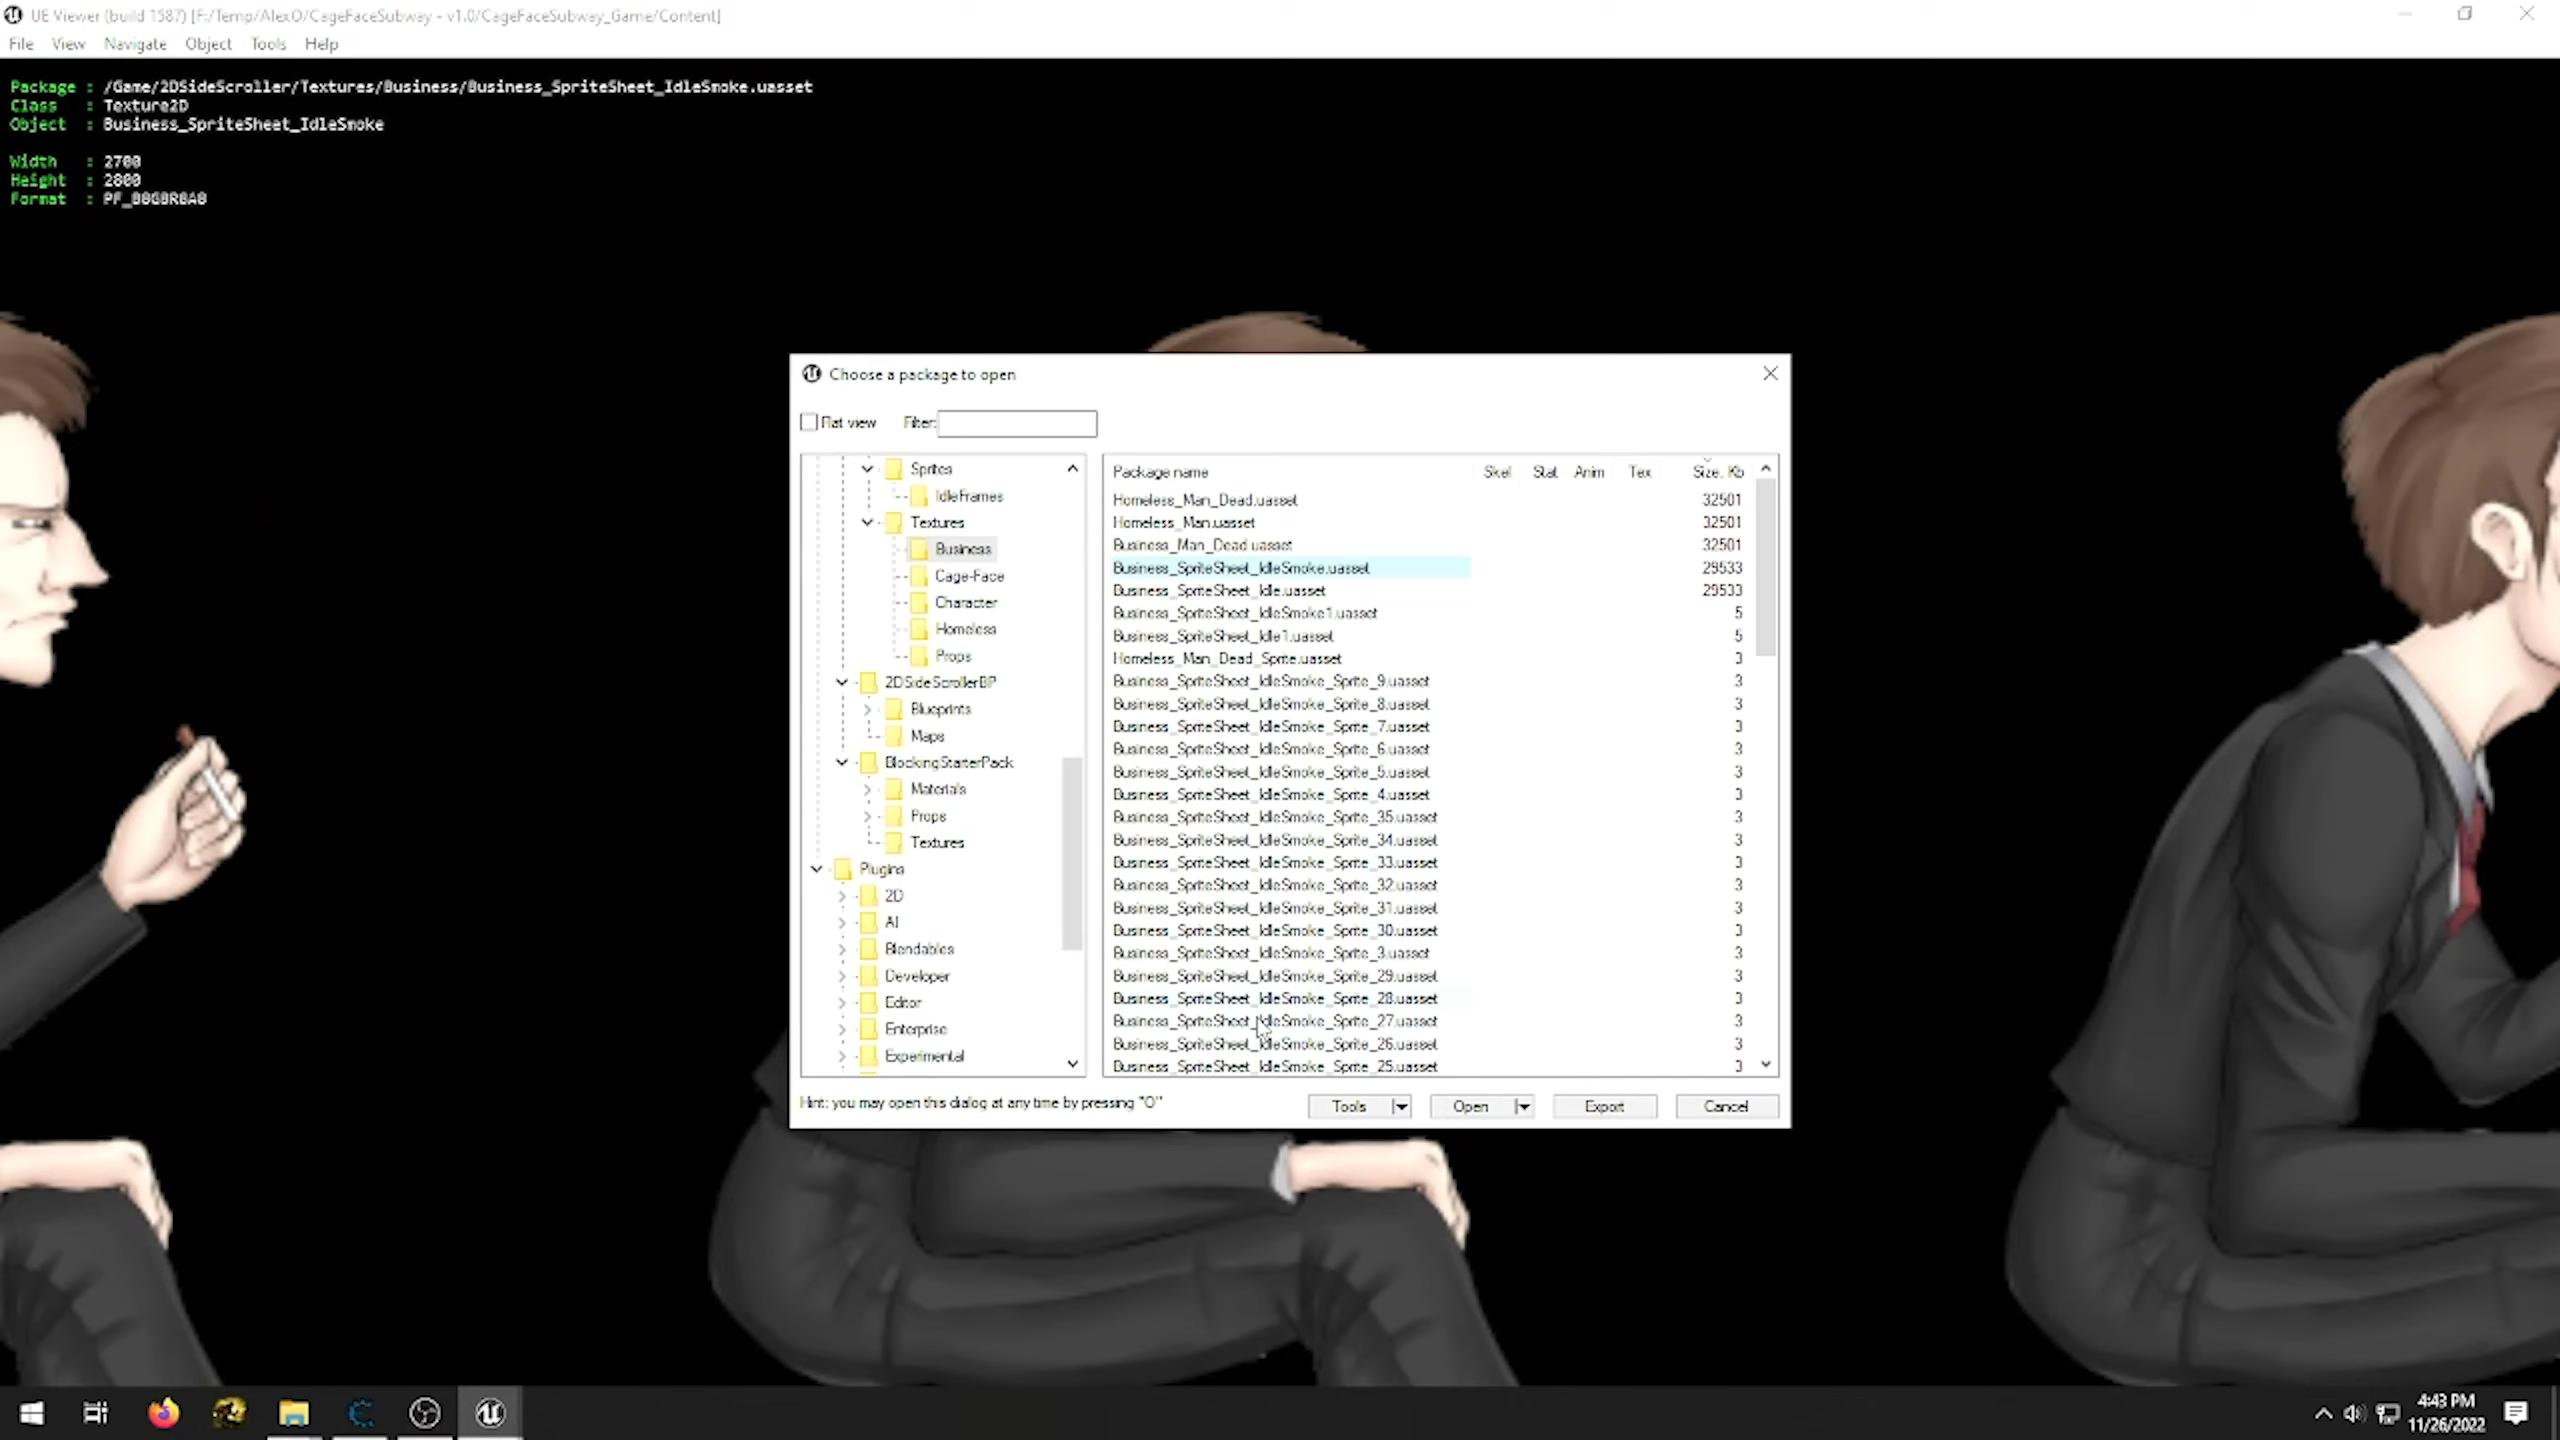 UE Viewer (build 1587) [F:/Temp/AlexO/CageFaceSubway - v1.0/CageFaceSubway_Game/Content]
File View Navigate Object Tools Help
Package : /Game/2DSideScroller/Textures/Business/Business_SpriteSheet_IdleSmoke.uasset
Class : Texture2D
Object : Business_SpriteSheet_IdleSmoke
Width : 2700
Height : 2800
Format : PF_B8G8R8A8
Choose a package to open
Flat view Filter:
Sprites
IdleFrames
Textures
Business
Cage-Face
Character
Homeless
Props
2DSideScrollerBP
Blueprints
Maps
BlockingStarterPack
Materials
Props
Textures
Plugins
2D
AI
Blendables
Developer
Editor
Enterprise
Experimental
Package name Skel Stat Anim Tex Size, Kb
Homeless_Man_Dead.uasset 32501
Homeless_Man.uasset 32501
Business_Man_Dead.uasset 32501
Business_SpriteSheet_IdleSmoke.uasset 29533
Business_SpriteSheet_Idle.uasset 29533
Business_SpriteSheet_IdleSmoke1.uasset 5
Business_SpriteSheet_Idle1.uasset 5
Homeless_Man_Dead_Sprite.uasset 3
Business_SpriteSheet_IdleSmoke_Sprite_9.uasset 3
Business_SpriteSheet_IdleSmoke_Sprite_8.uasset 3
Business_SpriteSheet_IdleSmoke_Sprite_7.uasset 3
Business_SpriteSheet_IdleSmoke_Sprite_6.uasset 3
Business_SpriteSheet_IdleSmoke_Sprite_5.uasset 3
Business_SpriteSheet_IdleSmoke_Sprite_4.uasset 3
Business_SpriteSheet_IdleSmoke_Sprite_35.uasset 3
Business_SpriteSheet_IdleSmoke_Sprite_34.uasset 3
Business_SpriteSheet_IdleSmoke_Sprite_33.uasset 3
Business_SpriteSheet_IdleSmoke_Sprite_32.uasset 3
Business_SpriteSheet_IdleSmoke_Sprite_31.uasset 3
Business_SpriteSheet_IdleSmoke_Sprite_30.uasset 3
Business_SpriteSheet_IdleSmoke_Sprite_3.uasset 3
Business_SpriteSheet_IdleSmoke_Sprite_29.uasset 3
Business_SpriteSheet_IdleSmoke_Sprite_28.uasset 3
Business_SpriteSheet_IdleSmoke_Sprite_27.uasset 3
Business_SpriteSheet_IdleSmoke_Sprite_26.uasset 3
Business_SpriteSheet_IdleSmoke_Sprite_25.uasset 3
Hint: you may open this dialog at any time by pressing "O"
Tools Open Export Cancel
4:43 PM
11/26/2022